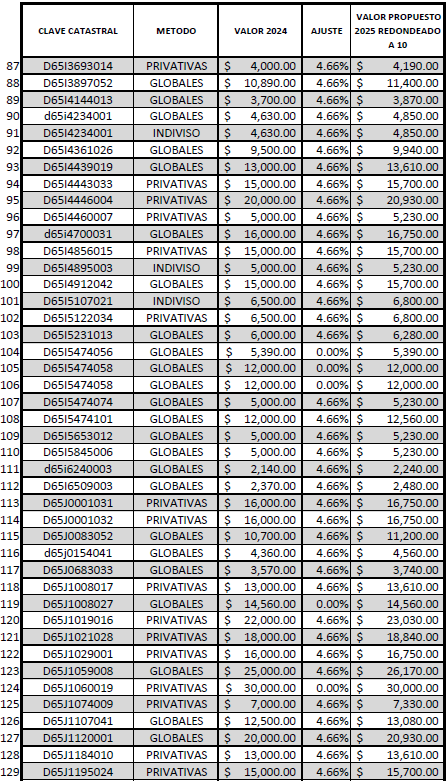 CLAVE CATASTRAL METODO VALOR 2024 AJUSTE VALOR PROPUESTO 2025 REDONDEADO A 10
87 D65I3693014 PRIVATIVAS $ 4,000.00 4.66% $ 4,190.00
88 D65I3897052 GLOBALES $ 10,890.00 4.66% $ 11,400.00
89 D65I4144013 GLOBALES $ 3,700.00 4.66% $ 3,870.00
90 d65i4234001 GLOBALES $ 4,630.00 4.66% $ 4,850.00
91 D65I4234001 INDIVISO $ 4,630.00 4.66% $ 4,850.00
92 D65I4361026 GLOBALES $ 9,500.00 4.66% $ 9,940.00
93 D65I4439019 GLOBALES $ 13,000.00 4.66% $ 13,610.00
94 D65I4443033 PRIVATIVAS $ 15,000.00 4.66% $ 15,700.00
95 D65I4446004 PRIVATIVAS $ 20,000.00 4.66% $ 20,930.00
96 D65I4460007 PRIVATIVAS $ 5,000.00 4.66% $ 5,230.00
97 d65i4700031 GLOBALES $ 16,000.00 4.66% $ 16,750.00
98 D65I4856015 PRIVATIVAS $ 15,000.00 4.66% $ 15,700.00
99 D65I4895003 INDIVISO $ 5,000.00 4.66% $ 5,230.00
100 D65I4912042 GLOBALES $ 15,000.00 4.66% $ 15,700.00
101 D65I5107021 INDIVISO $ 6,500.00 4.66% $ 6,800.00
102 D65I5122034 PRIVATIVAS $ 6,500.00 4.66% $ 6,800.00
103 D65I5231013 GLOBALES $ 6,000.00 4.66% $ 6,280.00
104 D65I5474056 GLOBALES $ 5,390.00 0.00% $ 5,390.00
105 D65I5474058 GLOBALES $ 12,000.00 0.00% $ 12,000.00
106 D65I5474058 GLOBALES $ 12,000.00 0.00% $ 12,000.00
107 D65I5474074 GLOBALES $ 5,000.00 4.66% $ 5,230.00
108 D65I5474101 GLOBALES $ 12,000.00 4.66% $ 12,560.00
109 D65I5653012 GLOBALES $ 5,000.00 4.66% $ 5,230.00
110 D65I5845006 GLOBALES $ 5,000.00 4.66% $ 5,230.00
111 d65i6240003 GLOBALES $ 2,140.00 4.66% $ 2,240.00
112 D65I6509003 GLOBALES $ 2,370.00 4.66% $ 2,480.00
113 D65J0001031 PRIVATIVAS $ 16,000.00 4.66% $ 16,750.00
114 D65J0001032 PRIVATIVAS $ 16,000.00 4.66% $ 16,750.00
115 D65J0083052 GLOBALES $ 10,700.00 4.66% $ 11,200.00
116 d65j0154041 GLOBALES $ 4,360.00 4.66% $ 4,560.00
117 D65J0683033 GLOBALES $ 3,570.00 4.66% $ 3,740.00
118 D65J1008017 PRIVATIVAS $ 13,000.00 4.66% $ 13,610.00
119 D65J1008027 GLOBALES $ 14,560.00 0.00% $ 14,560.00
120 D65J1019016 PRIVATIVAS $ 22,000.00 4.66% $ 23,030.00
121 D65J1021028 PRIVATIVAS $ 18,000.00 4.66% $ 18,840.00
122 D65J1029001 PRIVATIVAS $ 16,000.00 4.66% $ 16,750.00
123 D65J1059008 GLOBALES $ 25,000.00 4.66% $ 26,170.00
124 D65J1060019 PRIVATIVAS $ 30,000.00 0.00% $ 30,000.00
125 D65J1074009 PRIVATIVAS $ 7,000.00 4.66% $ 7,330.00
126 D65J1107041 GLOBALES $ 12,500.00 4.66% $ 13,080.00
127 D65J1120001 GLOBALES $ 20,000.00 4.66% $ 20,930.00
128 D65J1184010 PRIVATIVAS $ 13,000.00 4.66% $ 13,610.00
129 D65J1195024 PRIVATIVAS $ 15,000.00 4.66% $ 15,700.00